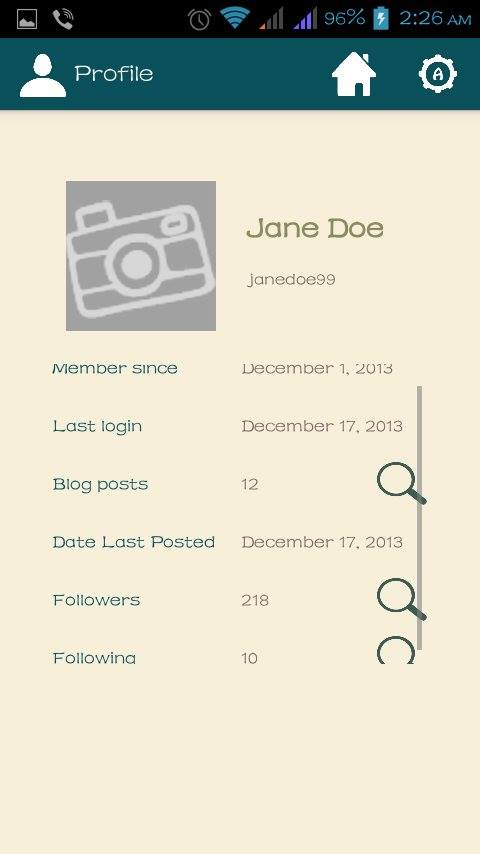 96% 2:26 AM
Profile
A
Jane Doe
janedoe99
Member since December 1, 2013
Last login December 17, 2013
Blog posts 12
Date Last Posted December 17, 2013
Followers 218
Following 10